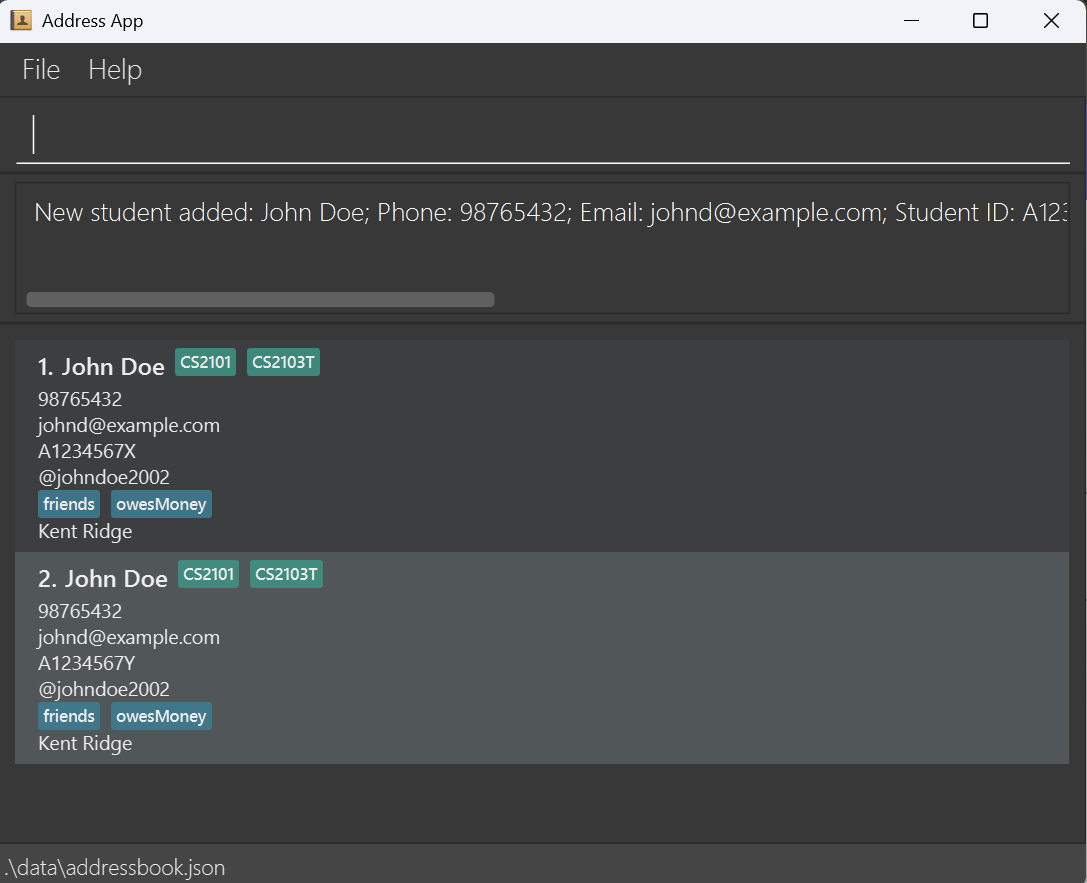 Address App
File Help
New student added: John Doe; Phone: 98765432; Email: johnd@example.com; Student ID: A123
1. John Doe CS2101 CS2103T
98765432
johnd@example.com
A1234567X
@johndoe2002
friends owesMoney
Kent Ridge
2. John Doe CS2101 CS2103T
98765432
johnd@example.com
A1234567Y
@johndoe2002
friends owesMoney
Kent Ridge
.\data\addressbook.json